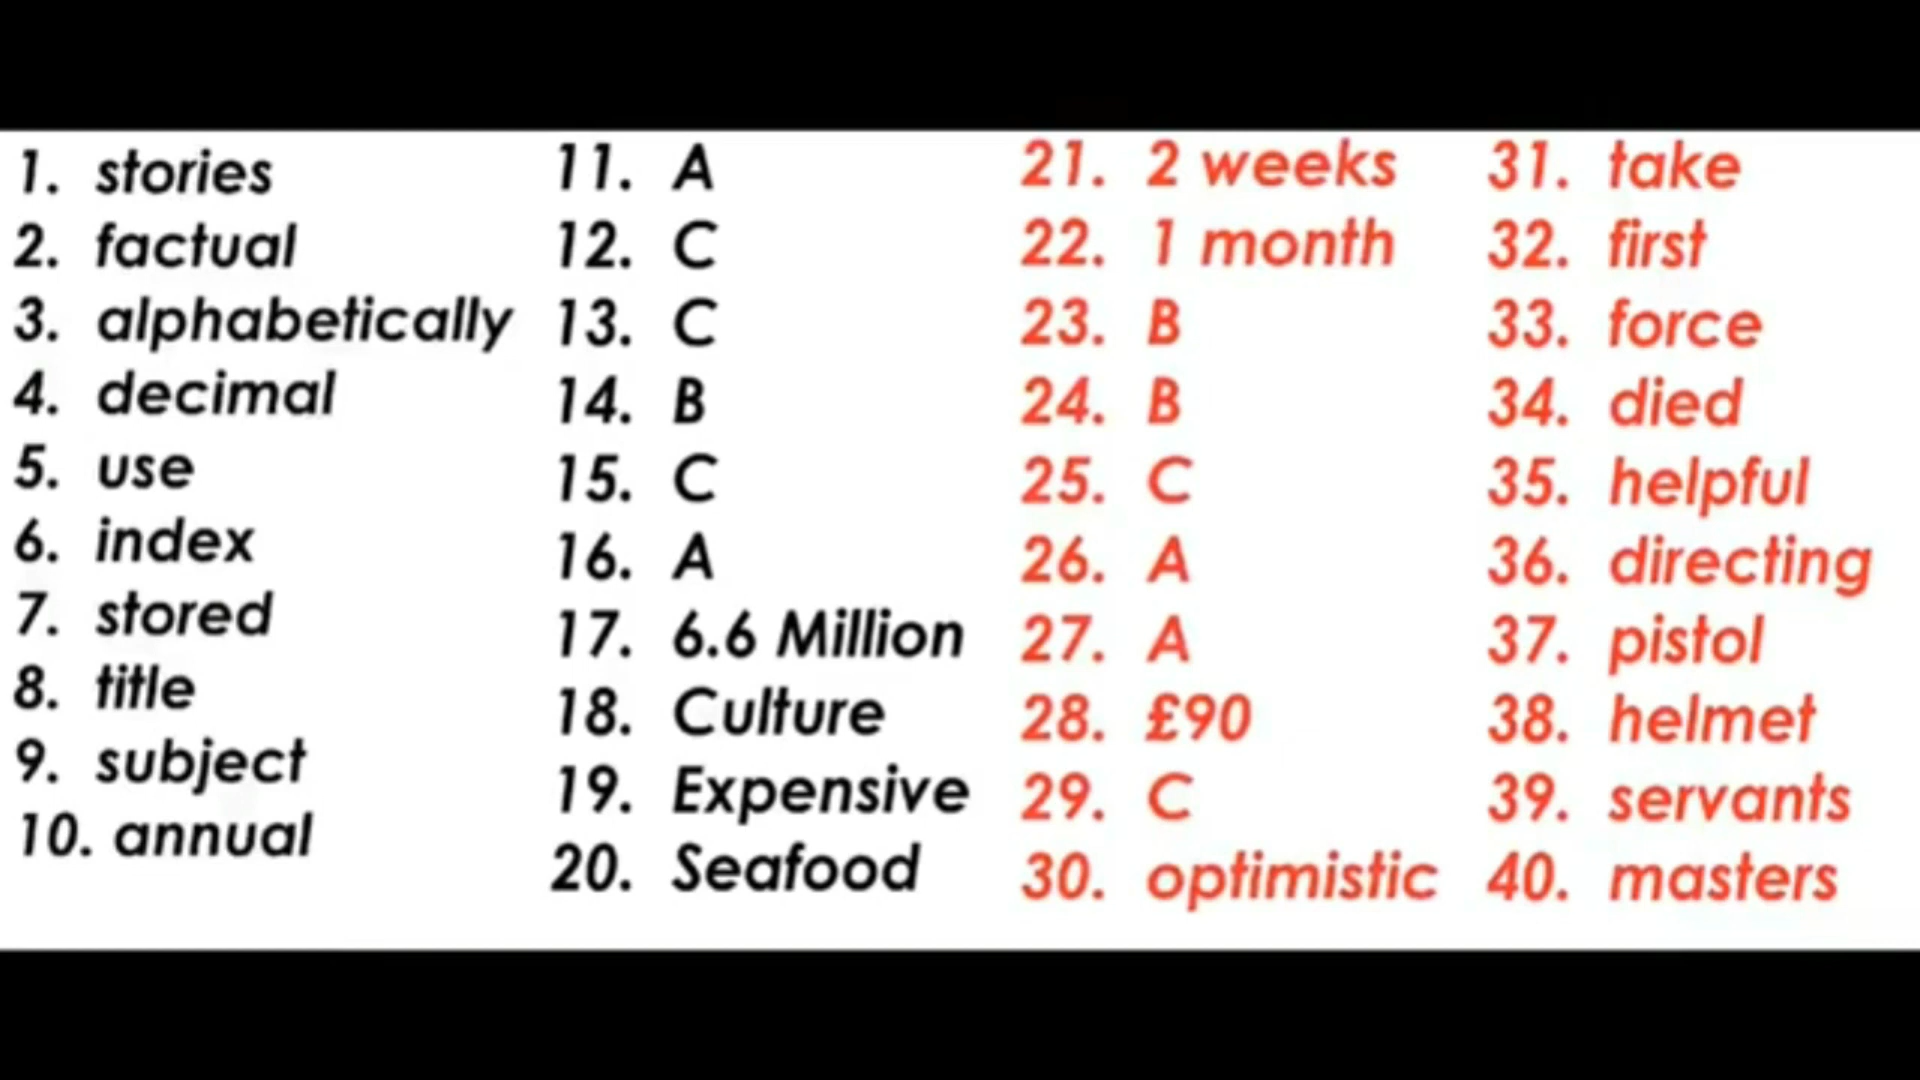 1. stories
2. factual
3. alphabetically
4. decimal
5. use
6. index
7. stored
8. title
9. subject
10. annual
11. A
12. C
13. C
14. B
15. C
16. A
17. 6.6 Million
18. Culture
19. Expensive
20. Seafood
21. 2 weeks
22. 1 month
23. B
24. B
25. C
26. A
27. A
28. £90
29. C
30. optimistic
31. take
32. first
33. force
34. died
35. helpful
36. directing
37. pistol
38. helmet
39. servants
40. masters